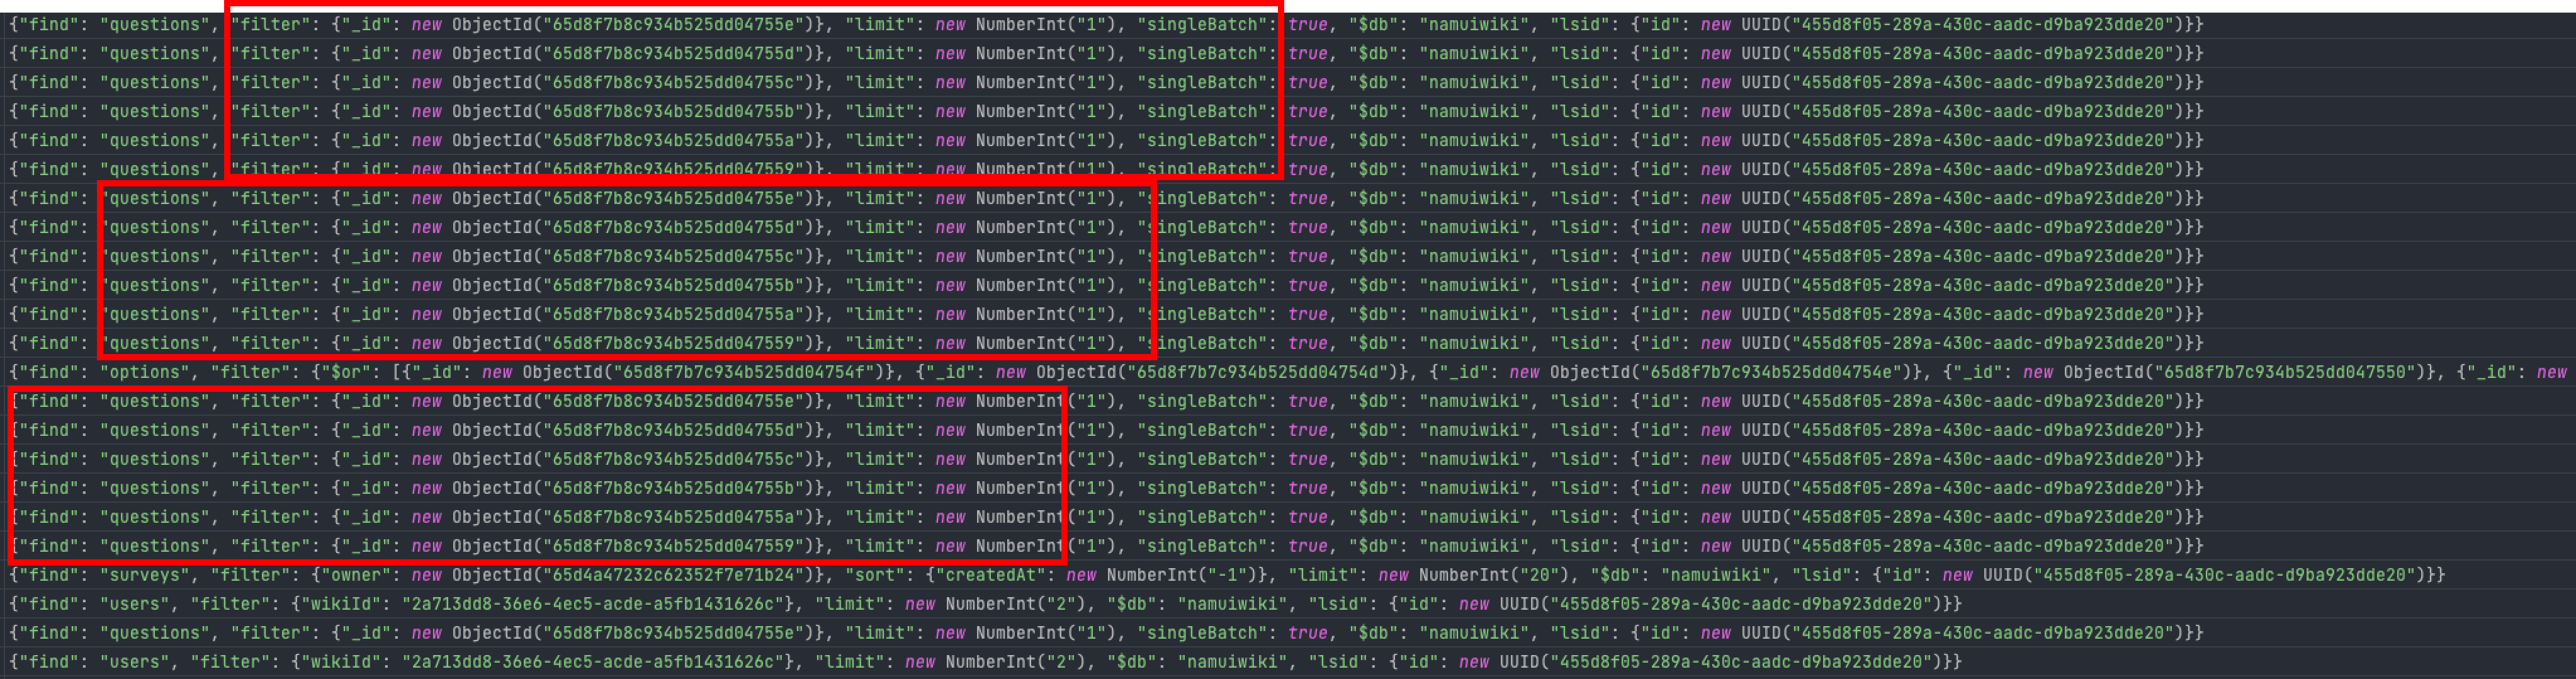 {"find": "questions", "filter": {"_id": new ObjectId("65d8f7b8c934b525dd04755e")}, "limit": new NumberInt("1"), "singleBatch": true, "$db": "namuiwiki", "lsid": {"id": new UUID("455d8f05-289a-430c-aadc-d9ba923dde20")}}
{"find": "questions", "filter": {"_id": new ObjectId("65d8f7b8c934b525dd04755d")}, "limit": new NumberInt("1"), "singleBatch": true, "$db": "namuiwiki", "lsid": {"id": new UUID("455d8f05-289a-430c-aadc-d9ba923dde20")}}
{"find": "questions", "filter": {"_id": new ObjectId("65d8f7b8c934b525dd04755c")}, "limit": new NumberInt("1"), "singleBatch": true, "$db": "namuiwiki", "lsid": {"id": new UUID("455d8f05-289a-430c-aadc-d9ba923dde20")}}
{"find": "questions", "filter": {"_id": new ObjectId("65d8f7b8c934b525dd04755b")}, "limit": new NumberInt("1"), "singleBatch": true, "$db": "namuiwiki", "lsid": {"id": new UUID("455d8f05-289a-430c-aadc-d9ba923dde20")}}
{"find": "questions", "filter": {"_id": new ObjectId("65d8f7b8c934b525dd04755a")}, "limit": new NumberInt("1"), "singleBatch": true, "$db": "namuiwiki", "lsid": {"id": new UUID("455d8f05-289a-430c-aadc-d9ba923dde20")}}
{"find": "questions", "filter": {"_id": new ObjectId("65d8f7b8c934b525dd047559")}, "limit": new NumberInt("1"), "singleBatch": true, "$db": "namuiwiki", "lsid": {"id": new UUID("455d8f05-289a-430c-aadc-d9ba923dde20")}}
{"find": "questions", "filter": {"_id": new ObjectId("65d8f7b8c934b525dd04755e")}, "limit": new NumberInt("1"), "singleBatch": true, "$db": "namuiwiki", "lsid": {"id": new UUID("455d8f05-289a-430c-aadc-d9ba923dde20")}}
{"find": "questions", "filter": {"_id": new ObjectId("65d8f7b8c934b525dd04755d")}, "limit": new NumberInt("1"), "singleBatch": true, "$db": "namuiwiki", "lsid": {"id": new UUID("455d8f05-289a-430c-aadc-d9ba923dde20")}}
{"find": "questions", "filter": {"_id": new ObjectId("65d8f7b8c934b525dd04755c")}, "limit": new NumberInt("1"), "singleBatch": true, "$db": "namuiwiki", "lsid": {"id": new UUID("455d8f05-289a-430c-aadc-d9ba923dde20")}}
{"find": "questions", "filter": {"_id": new ObjectId("65d8f7b8c934b525dd04755b")}, "limit": new NumberInt("1"), "singleBatch": true, "$db": "namuiwiki", "lsid": {"id": new UUID("455d8f05-289a-430c-aadc-d9ba923dde20")}}
{"find": "questions", "filter": {"_id": new ObjectId("65d8f7b8c934b525dd04755a")}, "limit": new NumberInt("1"), "singleBatch": true, "$db": "namuiwiki", "lsid": {"id": new UUID("455d8f05-289a-430c-aadc-d9ba923dde20")}}
{"find": "questions", "filter": {"_id": new ObjectId("65d8f7b8c934b525dd047559")}, "limit": new NumberInt("1"), "singleBatch": true, "$db": "namuiwiki", "lsid": {"id": new UUID("455d8f05-289a-430c-aadc-d9ba923dde20")}}
{"find": "options", "filter": {"$or": [{"_id": new ObjectId("65d8f7b7c934b525dd04754f")}, {"_id": new ObjectId("65d8f7b7c934b525dd04754d")}, {"_id": new ObjectId("65d8f7b7c934b525dd04754e")}, {"_id": new ObjectId("65d8f7b7c934b525dd047550")}, {"_id": new
{"find": "questions", "filter": {"_id": new ObjectId("65d8f7b8c934b525dd04755e")}, "limit": new NumberInt("1"), "singleBatch": true, "$db": "namuiwiki", "lsid": {"id": new UUID("455d8f05-289a-430c-aadc-d9ba923dde20")}}
{"find": "questions", "filter": {"_id": new ObjectId("65d8f7b8c934b525dd04755d")}, "limit": new NumberInt("1"), "singleBatch": true, "$db": "namuiwiki", "lsid": {"id": new UUID("455d8f05-289a-430c-aadc-d9ba923dde20")}}
{"find": "questions", "filter": {"_id": new ObjectId("65d8f7b8c934b525dd04755c")}, "limit": new NumberInt("1"), "singleBatch": true, "$db": "namuiwiki", "lsid": {"id": new UUID("455d8f05-289a-430c-aadc-d9ba923dde20")}}
{"find": "questions", "filter": {"_id": new ObjectId("65d8f7b8c934b525dd04755b")}, "limit": new NumberInt("1"), "singleBatch": true, "$db": "namuiwiki", "lsid": {"id": new UUID("455d8f05-289a-430c-aadc-d9ba923dde20")}}
{"find": "questions", "filter": {"_id": new ObjectId("65d8f7b8c934b525dd04755a")}, "limit": new NumberInt("1"), "singleBatch": true, "$db": "namuiwiki", "lsid": {"id": new UUID("455d8f05-289a-430c-aadc-d9ba923dde20")}}
{"find": "questions", "filter": {"_id": new ObjectId("65d8f7b8c934b525dd047559")}, "limit": new NumberInt("1"), "singleBatch": true, "$db": "namuiwiki", "lsid": {"id": new UUID("455d8f05-289a-430c-aadc-d9ba923dde20")}}
{"find": "surveys", "filter": {"owner": new ObjectId("65d4a47232c62352f7e71b24")}, "sort": {"createdAt": new NumberInt("-1")}, "limit": new NumberInt("20"), "$db": "namuiwiki", "lsid": {"id": new UUID("455d8f05-289a-430c-aadc-d9ba923dde20")}}
{"find": "users", "filter": {"wikiId": "2a713dd8-36e6-4ec5-acde-a5fb1431626c"}, "limit": new NumberInt("2"), "$db": "namuiwiki", "lsid": {"id": new UUID("455d8f05-289a-430c-aadc-d9ba923dde20")}}
{"find": "questions", "filter": {"_id": new ObjectId("65d8f7b8c934b525dd04755e")}, "limit": new NumberInt("1"), "singleBatch": true, "$db": "namuiwiki", "lsid": {"id": new UUID("455d8f05-289a-430c-aadc-d9ba923dde20")}}
{"find": "users", "filter": {"wikiId": "2a713dd8-36e6-4ec5-acde-a5fb1431626c"}, "limit": new NumberInt("2"), "$db": "namuiwiki", "lsid": {"id": new UUID("455d8f05-289a-430c-aadc-d9ba923dde20")}}